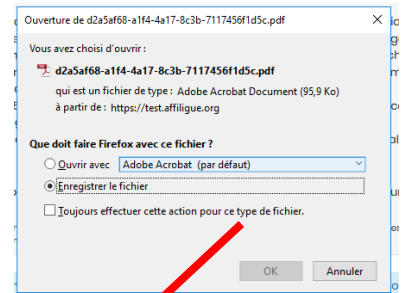 Ouverture de d2a5af68-a1f4-4a17-8c3b-7117456f1d5c.pdf
Vous avez choisi d'ouvrir :
d2a5af68-a1f4-4a17-8c3b-7117456f1d5c.pdf
qui est un fichier de type : Adobe Acrobat Document (95,9 Ko)
à partir de : https://test.affiligue.org
Que doit faire Firefox avec ce fichier ?
Ouvrir avec Adobe Acrobat (par défaut)
Enregistrer le fichier
Toujours effectuer cette action pour ce type de fichier.
OK Annuler